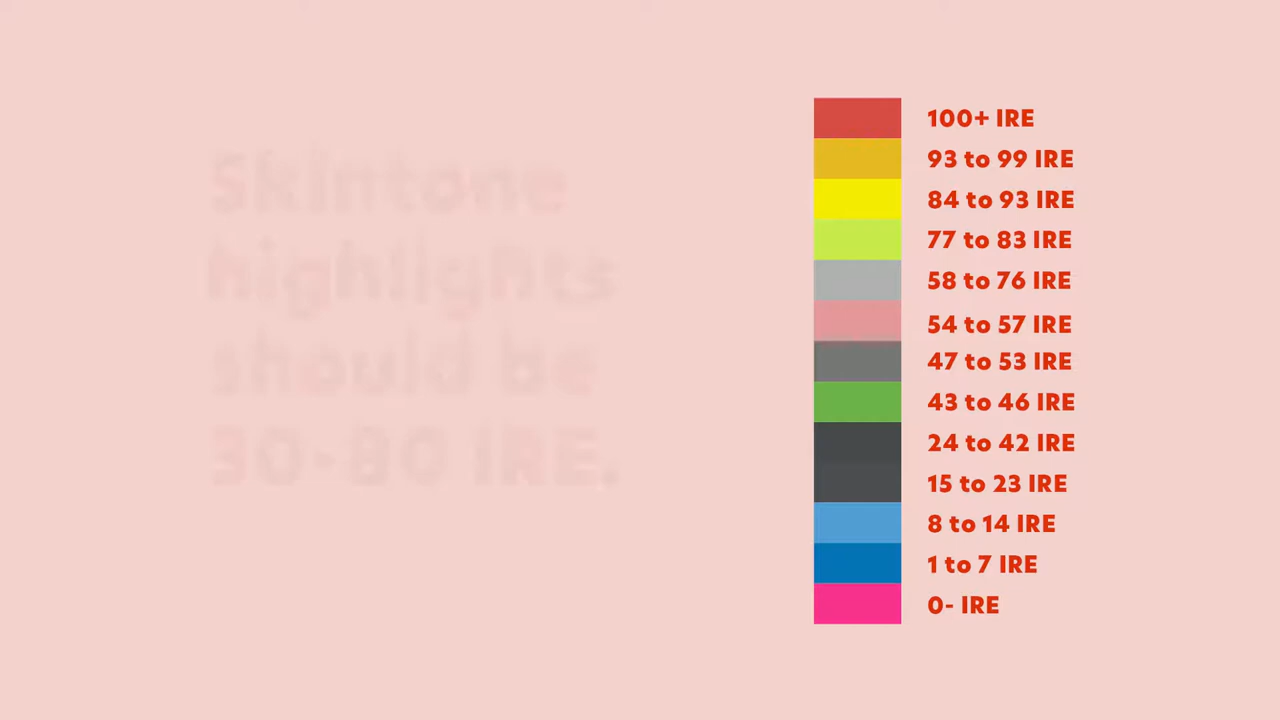 Skintone
highlights
should be
30-80 IRE.
100+ IRE
93 to 99 IRE
84 to 93 IRE
77 to 83 IRE
58 to 76 IRE
54 to 57 IRE
47 to 53 IRE
43 to 46 IRE
24 to 42 IRE
15 to 23 IRE
8 to 14 IRE
1 to 7 IRE
0- IRE